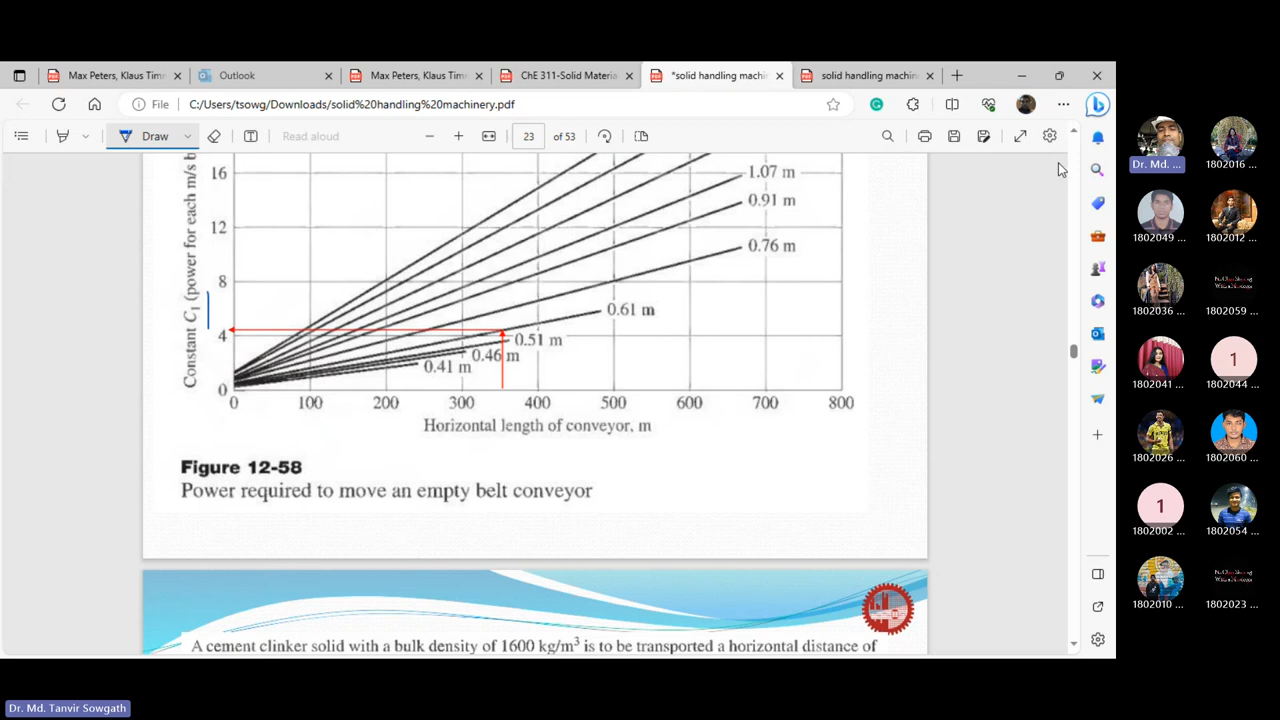 Max Peters, Klaus Timm
Outlook
Max Peters, Klaus Timm
ChE 311-Solid Materia
*solid handling machin
solid handling machin
File
C:/Users/tsowg/Downloads/solid%20handling%20machinery.pdf
Draw
Read aloud
23
of 53
Constant C1 (power for each m/s b
16
12
8
4
0
1.07 m
0.91 m
0.76 m
0.61 m
0.51 m
0.46 m
0.41 m
0
100
200
300
400
500
600
700
800
Horizontal length of conveyor, m
Figure 12-58
Power required to move an empty belt conveyor
A cement clinker solid with a bulk density of 1600 kg/m³ is to be transported a horizontal distance of
Dr. Md. ...
1802016 ...
1802049 ...
1802012 ...
1802036 ...
1802059 ...
1802041 ...
1
1802044 ...
1802026 ...
1802060 ...
1
1802002 ...
1802054 ...
1802010 ...
1802023 ...
Dr. Md. Tanvir Sowgath